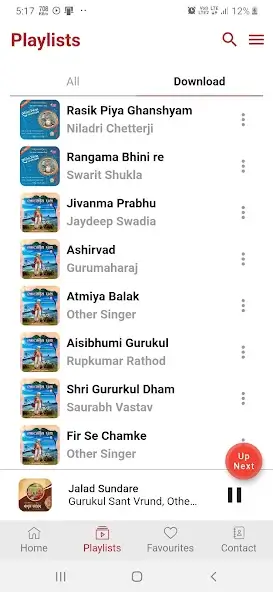 5:17
12%
Playlists
All
Download
Rasik Piya Ghanshyam
Niladri Chetterji
Rangama Bhini re
Swarit Shukla
Jivanma Prabhu
Jaydeep Swadia
Ashirvad
Gurumaharaj
Atmiya Balak
Other Singer
Aisibhumi Gurukul
Rupkumar Rathod
Shri Gururkul Dham
Saurabh Vastav
Fir Se Chamke
Other Singer
Up
Next
Jalad Sundare
Gurukul Sant Vrund, Othe...
Home
Playlists
Favourites
Contact